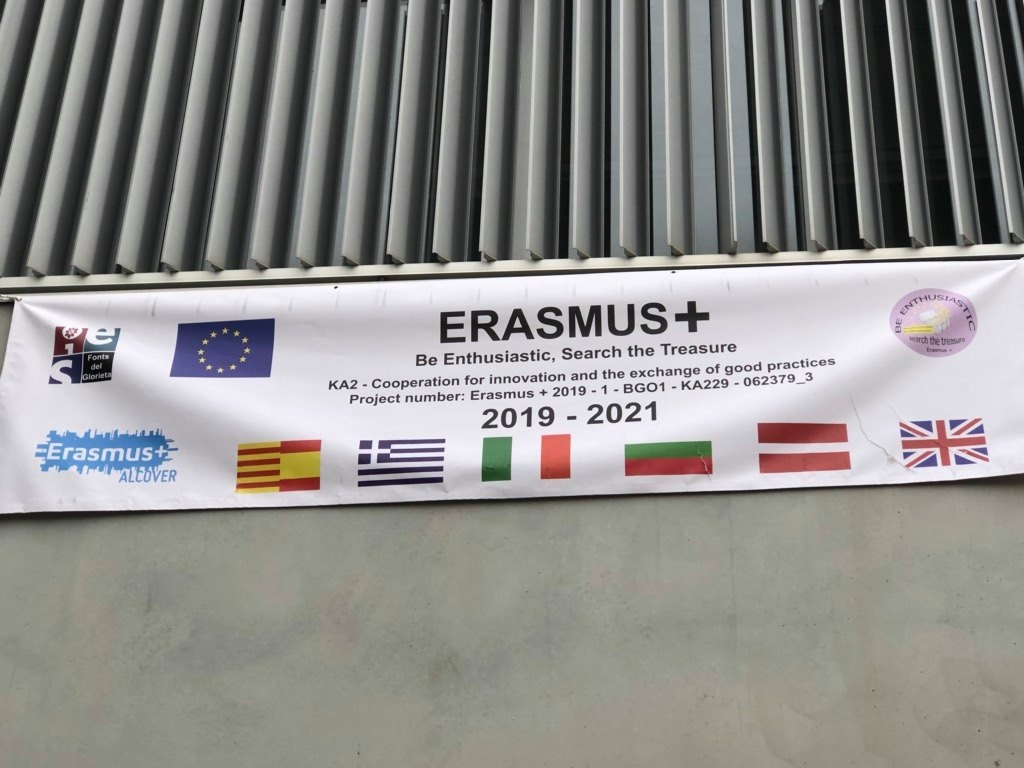 ies
Fonts
del
Glorieta
ERASMUS+
Be Enthusiastic, Search the Treasure
KA2 - Cooperation for innovation and the exchange of good practices
Project number: Erasmus + 2019 - 1 - BGO1 - KA229 - 062379_3
2019 - 2021
BE ENTHUSIASTIC
search the treasure
Erasmus +
Erasmus+
ALCOVER